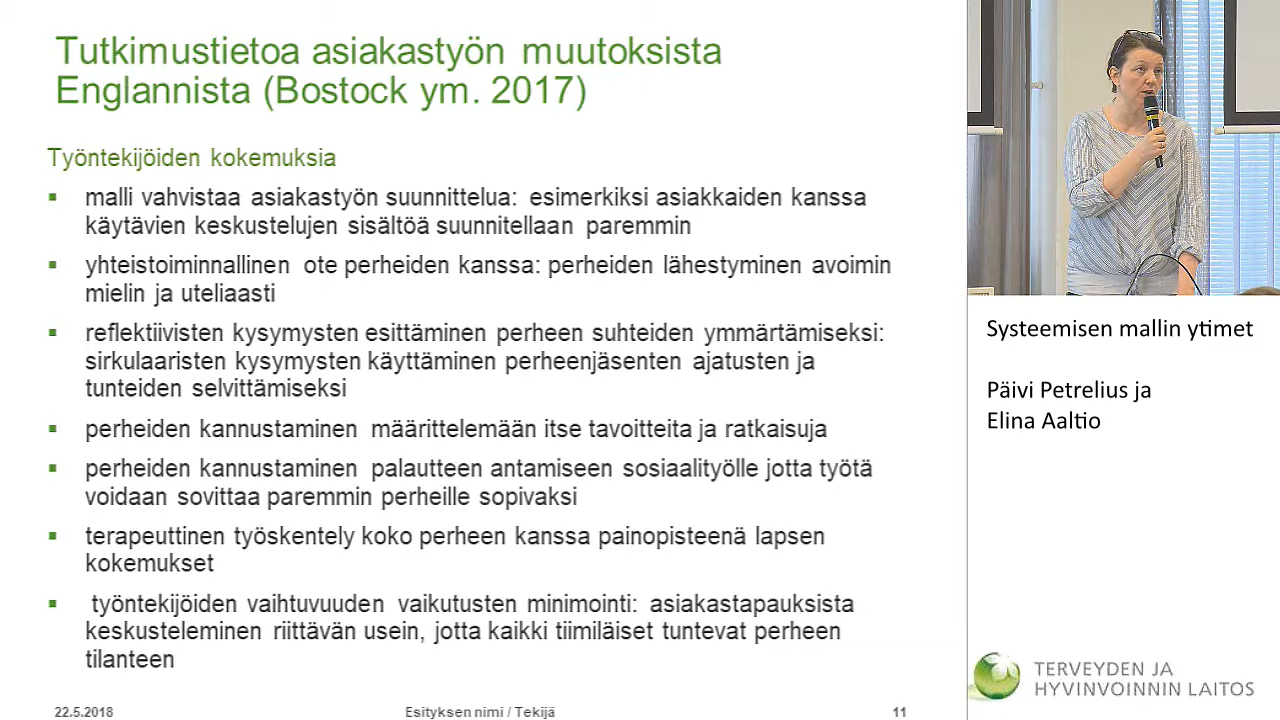 Tutkimustietoa asiakastyön muutoksista
Englannista (Bostock ym. 2017)
Työntekijöiden kokemuksia
▪ malli vahvistaa asiakastyön suunnittelua: esimerkiksi asiakkaiden kanssa
käytävien keskustelujen sisältöä suunnitellaan paremmin
▪ yhteistoiminnallinen ote perheiden kanssa: perheiden lähestyminen avoimin
mielin ja uteliaasti
▪ reflektiivisten kysymysten esittäminen perheen suhteiden ymmärtämiseksi:
sirkulaaristen kysymysten käyttäminen perheenjäsenten ajatusten ja
tunteiden selvittämiseksi
▪ perheiden kannustaminen määrittelemään itse tavoitteita ja ratkaisuja
▪ perheiden kannustaminen palautteen antamiseen sosiaalityölle jotta työtä
voidaan sovittaa paremmin perheille sopivaksi
▪ terapeuttinen työskentely koko perheen kanssa painopisteenä lapsen
kokemukset
▪ työntekijöiden vaihtuvuuden vaikutusten minimointi: asiakastapauksista
keskusteleminen riittävän usein, jotta kaikki tiimiläiset tuntevat perheen
tilanteen
22.5.2018
Esityksen nimi / Tekijä
11
Systeemisen mallin ytimet
Päivi Petrelius ja
Elina Aaltio
TERVEYDEN JA
HYVINVOINNIN LAITOS